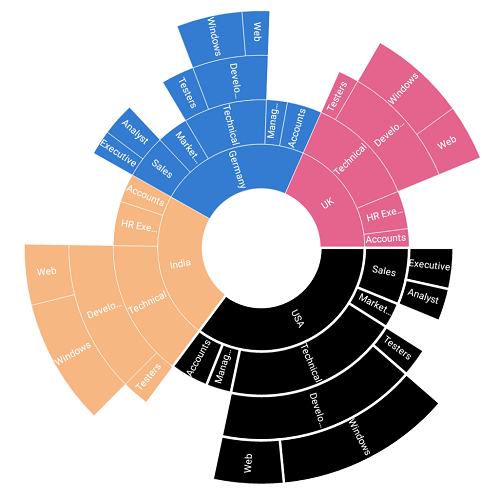 Windows
Web
Testers
Develo...
Analyst
Executive
Sales
Market..
Technical
Manag...
Accounts
Germany
Windows
Web
Testers
Develo...
Technical
HR Exe...
Accounts
UK
Accounts
HR Exe...
India
Technical
Web
Develo...
Windows
Testers
USA
Sales
Executive
Analyst
Market...
Technical
Testers
Accounts
Manag...
Develo...
Web
Windows